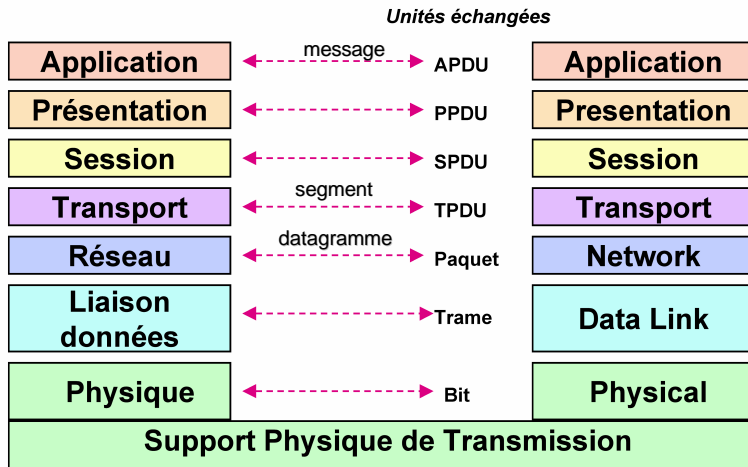 Unités échangées
Application
message
APDU
Application
Présentation
PPDU
Presentation
Session
SPDU
Session
Transport
segment
TPDU
Transport
Réseau
datagramme
Paquet
Network
Liaison
données
Trame
Data Link
Physique
Bit
Physical
Support Physique de Transmission